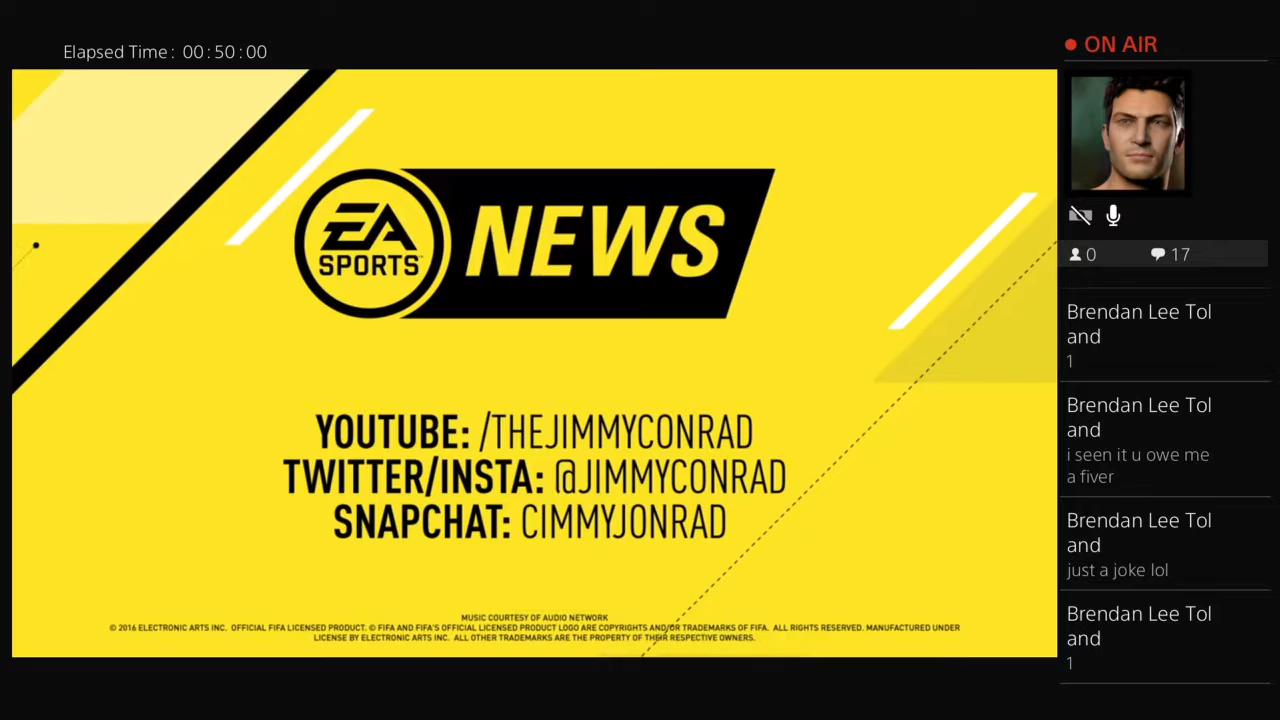 Elapsed Time: 00:50:00
ON AIR
EA
SPORTS™
NEWS
YOUTUBE: /THEJIMMYCONRAD
TWITTER/INSTA: @JIMMYCONRAD
SNAPCHAT: CIMMYJONRAD
MUSIC COURTESY OF AUDIO NETWORK
© 2016 ELECTRONIC ARTS INC. OFFICIAL FIFA LICENSED PRODUCT. © FIFA AND FIFA'S OFFICIAL LICENSED PRODUCT LOGO ARE COPYRIGHTS AND/OR TRADEMARKS OF FIFA. ALL RIGHTS RESERVED. MANUFACTURED UNDER
LICENSE BY ELECTRONIC ARTS INC. ALL OTHER TRADEMARKS ARE THE PROPERTY OF THEIR RESPECTIVE OWNERS.
0 17
Brendan Lee Tol
and
1
Brendan Lee Tol
and
i seen it u owe me
a fiver
Brendan Lee Tol
and
just a joke lol
Brendan Lee Tol
and
1